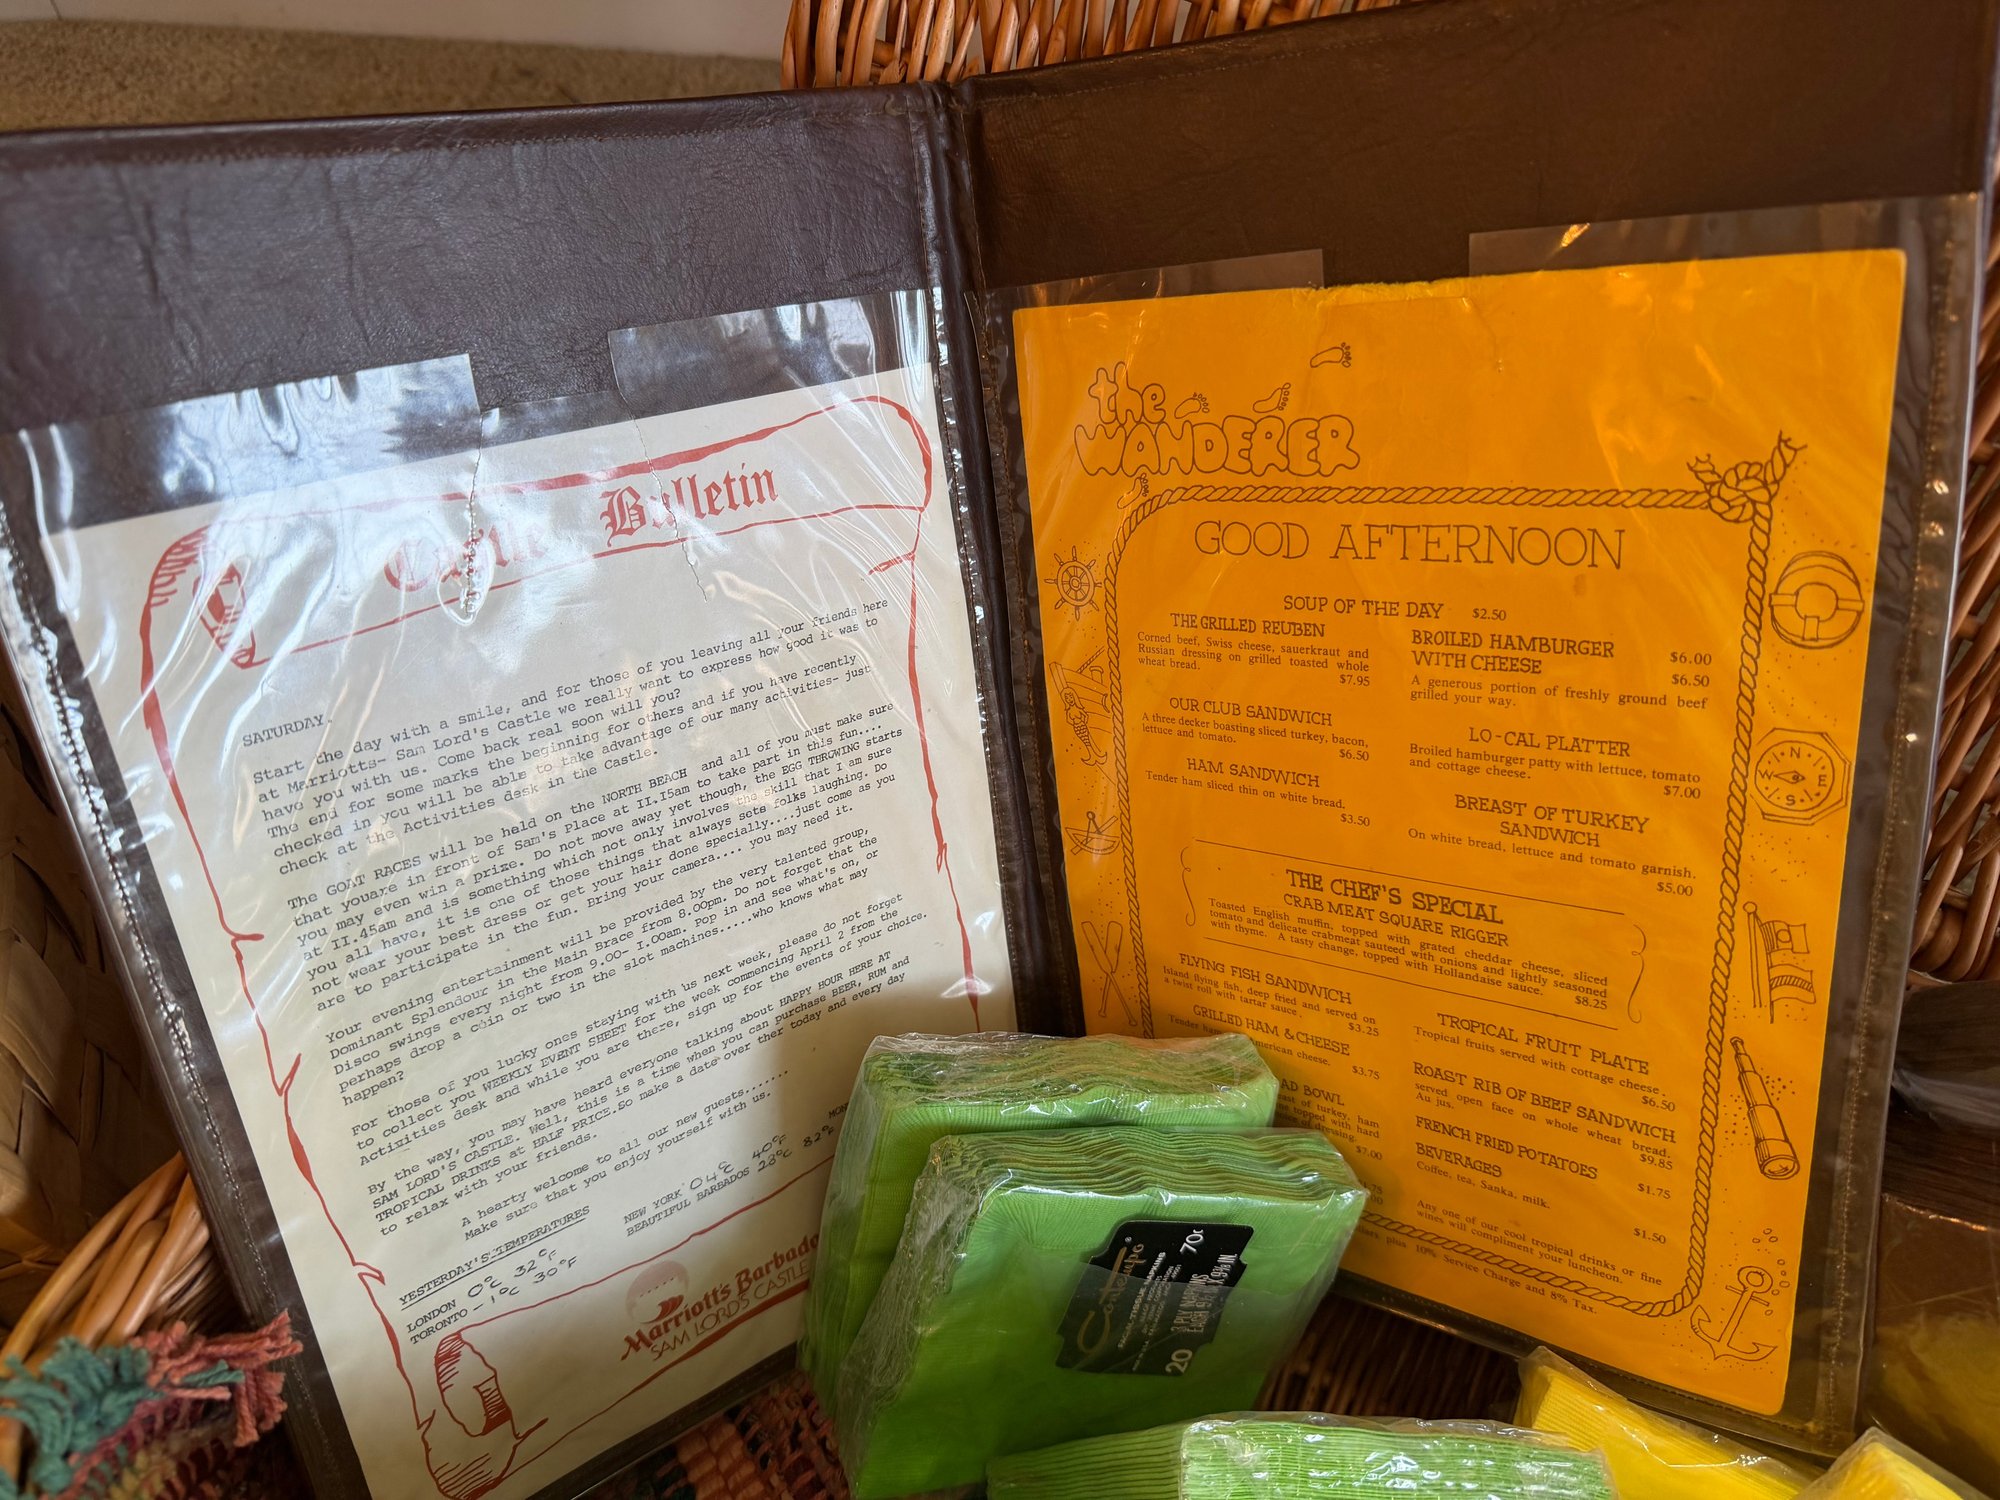 Castle Bulletin
SATURDAY.
Start the day with a smile, and for those of you leaving all your friends here
at Marriotts- Sam Lord's Castle we really want to express how good it was to
have you with us. Come back real soon will you?
The end for some marks the beginning for others and if you have recently
checked in you will be able to take advantage of our many activities- just
check at the Activities desk in the Castle.
The GOAT RACES will be held on the NORTH BEACH and all of you must make sure
that youare in front of Sam's Place at II.I5am to take part in this fun....
you may even win a prize. Do not move away yet though, the EGG THROWING starts
at II.45am and is something which not only involves the skill that I am sure
you all have, it is one of those things that always sets folks laughing. Do
not wear your best dress or get your hair done specially....just come as you
are to participate in the fun. Bring your camera.... you may need it.
Your evening entertainment will be provided by the very talented group,
Dominant Splendour in the Main Brace from 8.00pm. Do not forget that the
Disco swings every night from 9.00- I.00am. Pop in and see what's on, or
perhaps drop a coin or two in the slot machines....who knows what may
happen?
For those of you lucky ones staying with us next week, please do not forget
to collect your WEEKLY EVENT SHEET for the week commencing April 2 from the
Activities desk and while you are there, sign up for the events of your choice.
By the way, you may have heard everyone talking about HAPPY HOUR HERE AT
SAM LORD'S CASTLE. Well, this is a time when you can purchase BEER, RUM and
TROPICAL DRINKS at HALF PRICE.So make a date over ther today and every day
to relax with your friends.
A hearty welcome to all our new guests.......
Make sure that you enjoy yourself with us.
YESTERDAY'S TEMPERATURES
LONDON 0°C 32°F
NEW YORK 04°C 40°F
TORONTO -1°C 30°F
BEAUTIFUL BARBADOS 28°C 82°F
Marriott's Barbados
SAM LORD'S CASTLE
the
WANDERER
GOOD AFTERNOON
SOUP OF THE DAY $2.50
THE GRILLED REUBEN
Corned beef, Swiss cheese, sauerkraut and
Russian dressing on grilled toasted whole
wheat bread.
$7.95
OUR CLUB SANDWICH
A three decker boasting sliced turkey, bacon,
lettuce and tomato.
$6.50
HAM SANDWICH
Tender ham sliced thin on white bread.
$3.50
BROILED HAMBURGER $6.00
WITH CHEESE $6.50
A generous portion of freshly ground beef
grilled your way.
LO-CAL PLATTER
Broiled hamburger patty with lettuce, tomato
and cottage cheese.
$7.00
BREAST OF TURKEY
SANDWICH
On white bread, lettuce and tomato garnish.
$5.00
THE CHEF'S SPECIAL
CRAB MEAT SQUARE RIGGER
Toasted English muffin, topped with grated cheddar cheese, sliced
tomato and delicate crabmeat sauteed with onions and lightly seasoned
with thyme. A tasty change, topped with Hollandaise sauce.
$8.25
FLYING FISH SANDWICH
Island flying fish, deep fried and served on
a twist roll with tartar sauce.
$3.25
GRILLED HAM & CHEESE
Tender ham American cheese.
$3.75
AD BOWL
east of turkey, ham
topped with hard
of dressing.
$7.00
TROPICAL FRUIT PLATE
Tropical fruits served with cottage cheese.
$6.50
ROAST RIB OF BEEF SANDWICH
served open face on whole wheat bread.
Au jus.
$9.85
FRENCH FRIED POTATOES
$1.75
BEVERAGES
Coffee, tea, Sanka, milk.
$1.50
Any one of our cool tropical drinks or fine
wines will compliment your luncheon.
plus 10% Service Charge and 8% Tax.
N
E
S
W
Contempo®
70¢
20
2 PLY NAPKINS